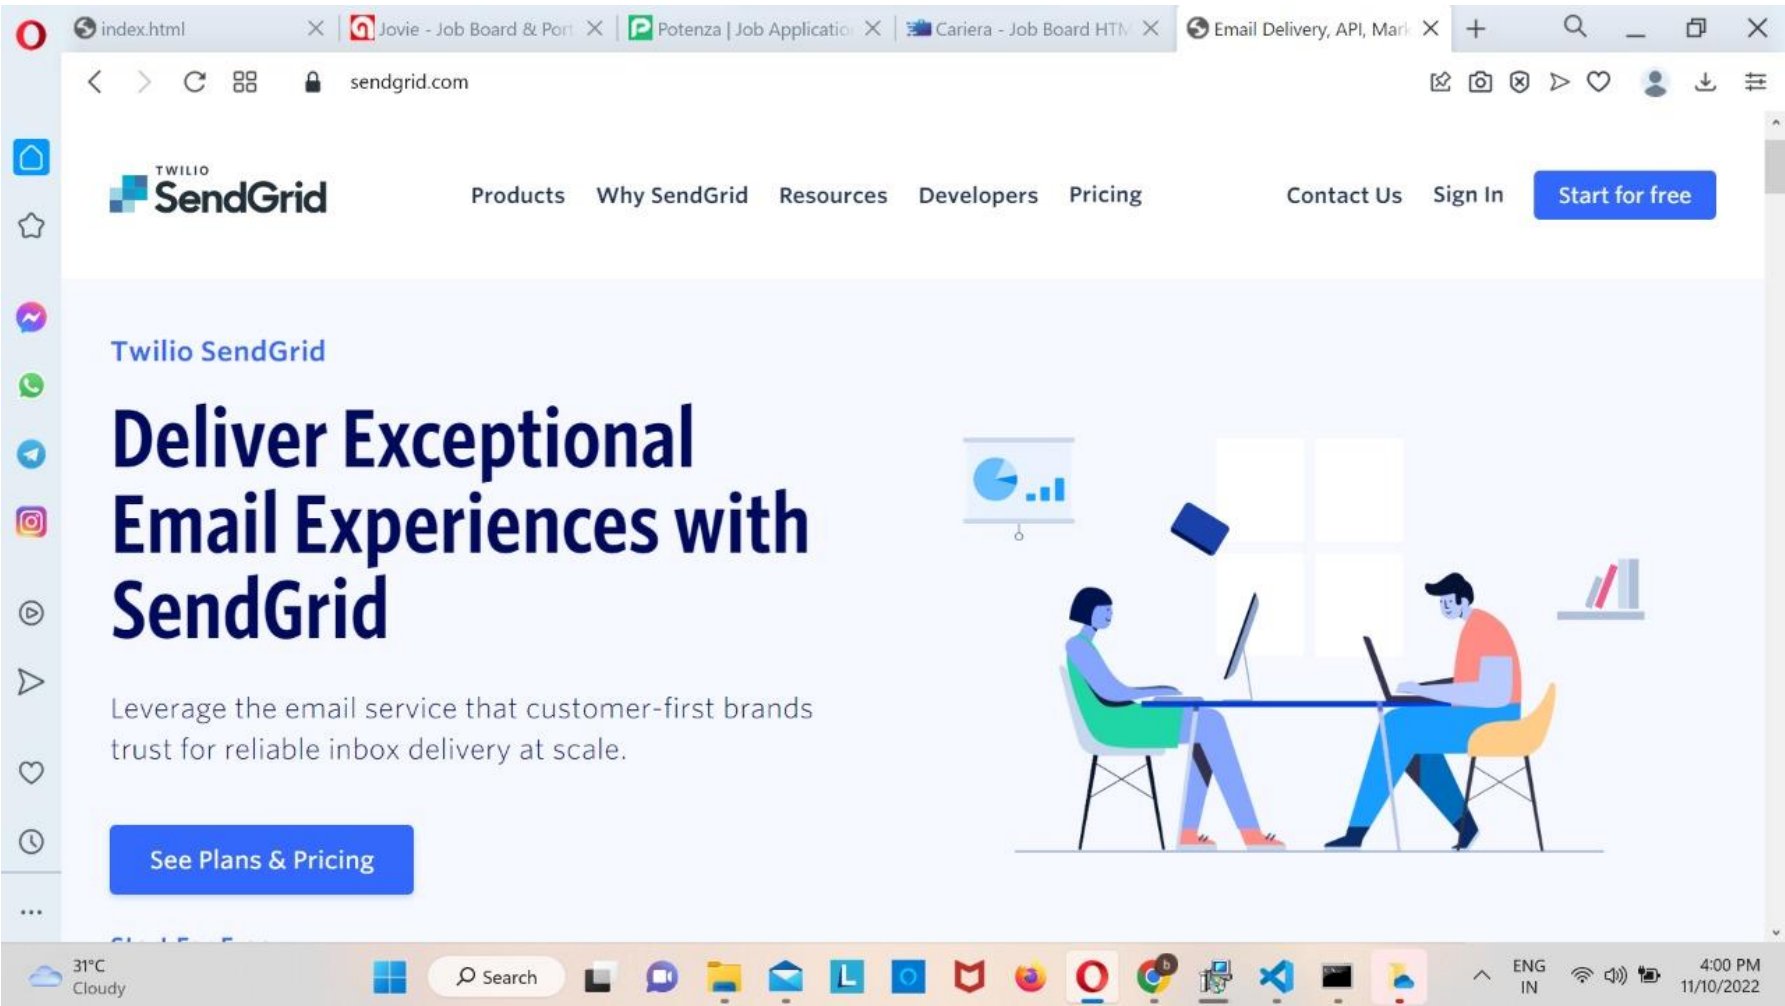 index.html
Jovie - Job Board & Port
Potenza | Job Applicatio
Cariera - Job Board HTM
Email Delivery, API, Mark
sendgrid.com
TWILIO
SendGrid
Products
Why SendGrid
Resources
Developers
Pricing
Contact Us
Sign In
Start for free
Twilio SendGrid
Deliver Exceptional
Email Experiences with
SendGrid
Leverage the email service that customer-first brands
trust for reliable inbox delivery at scale.
See Plans & Pricing
31°C
Cloudy
Search
ENG
IN
4:00 PM
11/10/2022